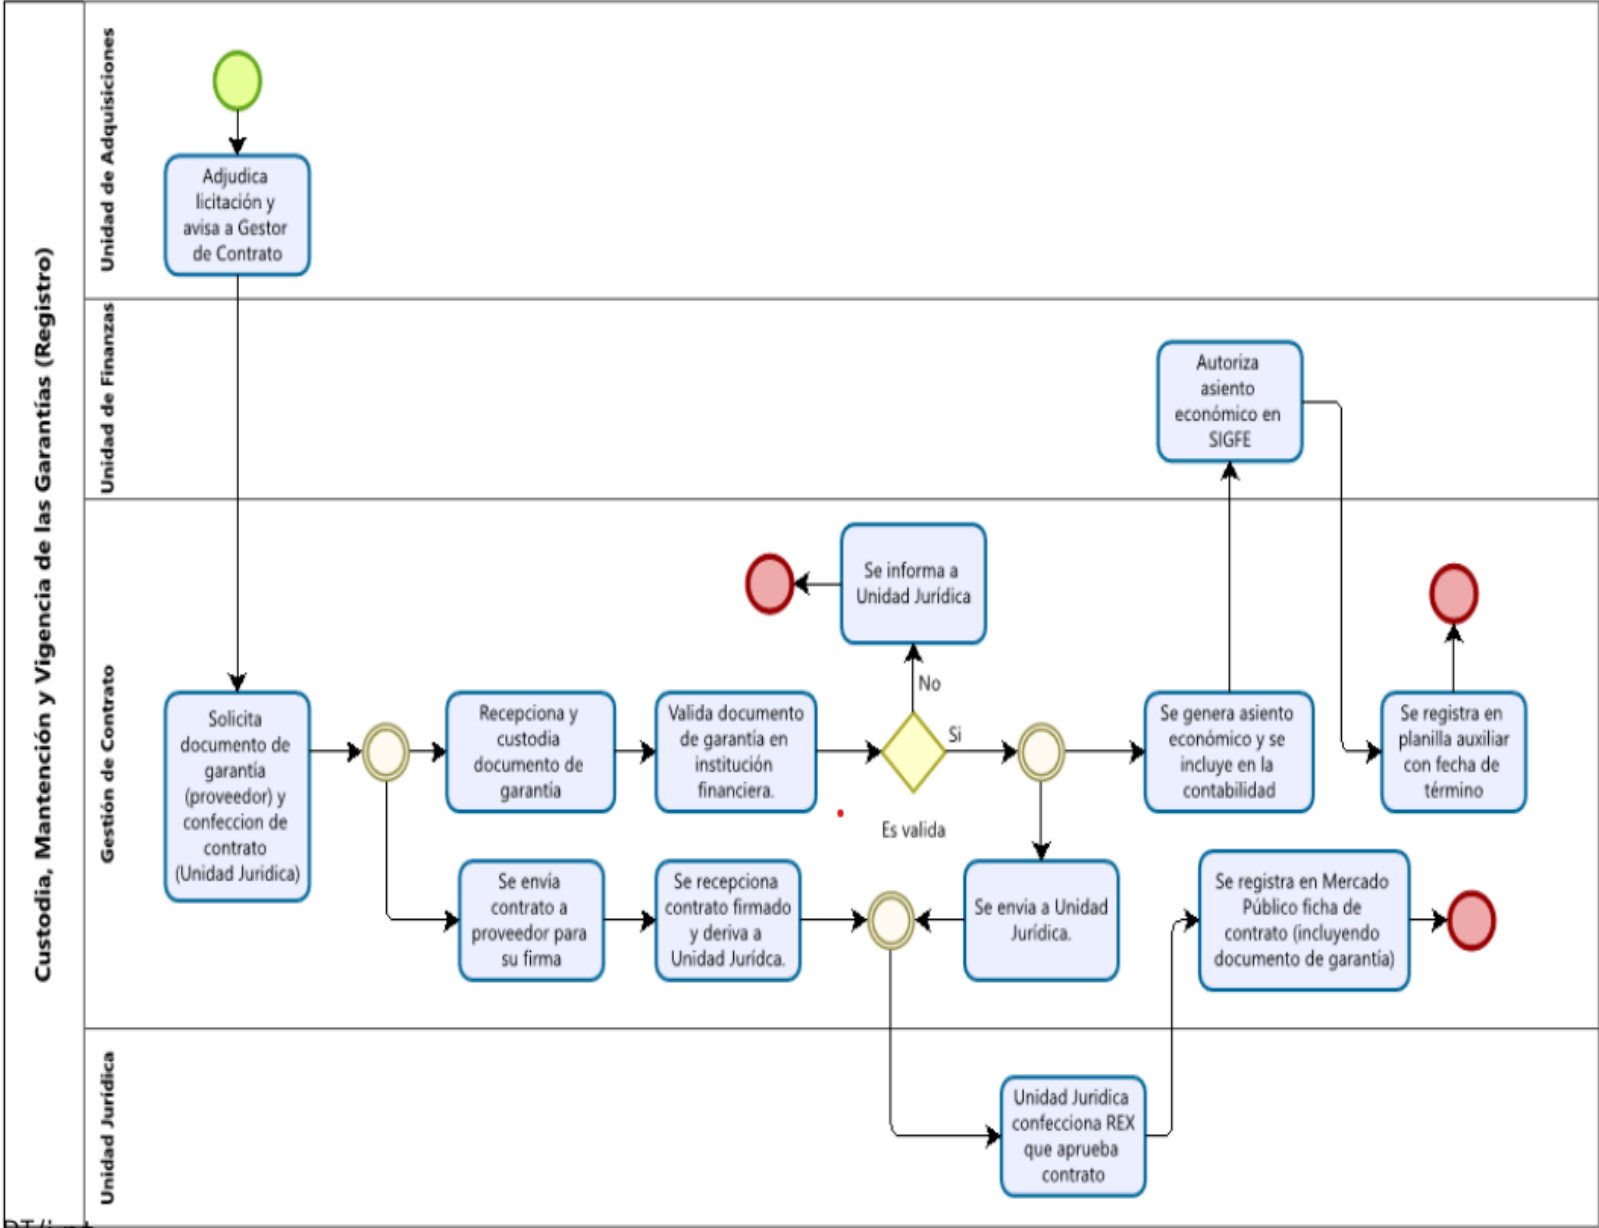 Custodia, Mantención y Vigencia de las Garantías (Registro)
Unidad de Adquisiciones
Adjudica
licitación y
avisa a Gestor
de Contrato
Unidad de Finanzas
Autoriza
asiento
económico en
SIGFE
Gestión de Contrato
Se informa a
Unidad Jurídica
No
Solicita
documento de
garantía
(proveedor) y
confeccion de
contrato
(Unidad Juridica)
Recepciona y
custodia
documento de
garantía
Valida documento
de garantía en
institución
financiera.
Si
Es valida
Se genera asiento
económico y se
incluye en la
contabilidad
Se registra en
planilla auxiliar
con fecha de
término
Se envía
contrato a
proveedor para
su firma
Se recepciona
contrato firmado
y deriva a
Unidad Jurídca.
Se envia a Unidad
Jurídica.
Se registra en Mercado
Público ficha de
contrato (incluyendo
documento de garantía)
Unidad Jurídica
Unidad Juridica
confecciona REX
que aprueba
contrato